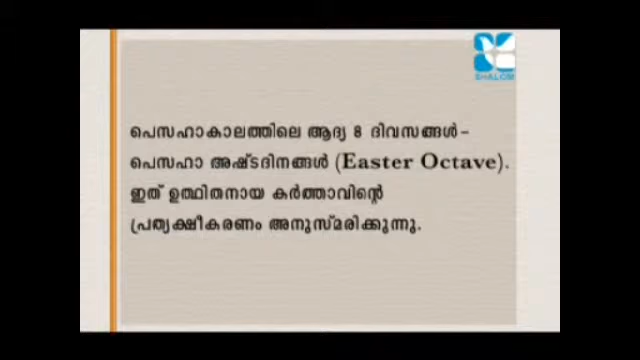 SHALOM
പെസഹാകാലത്തിലെ ആദ്യ 8 ദിവസങ്ങൾ-
പെസഹാ അഷ്ടദിനങ്ങൾ (Easter Octave).
ഇത് ഉത്ഥിതനായ കർത്താവിന്റെ
പ്രത്യക്ഷീകരണം അനുസ്മരിക്കുന്നു.